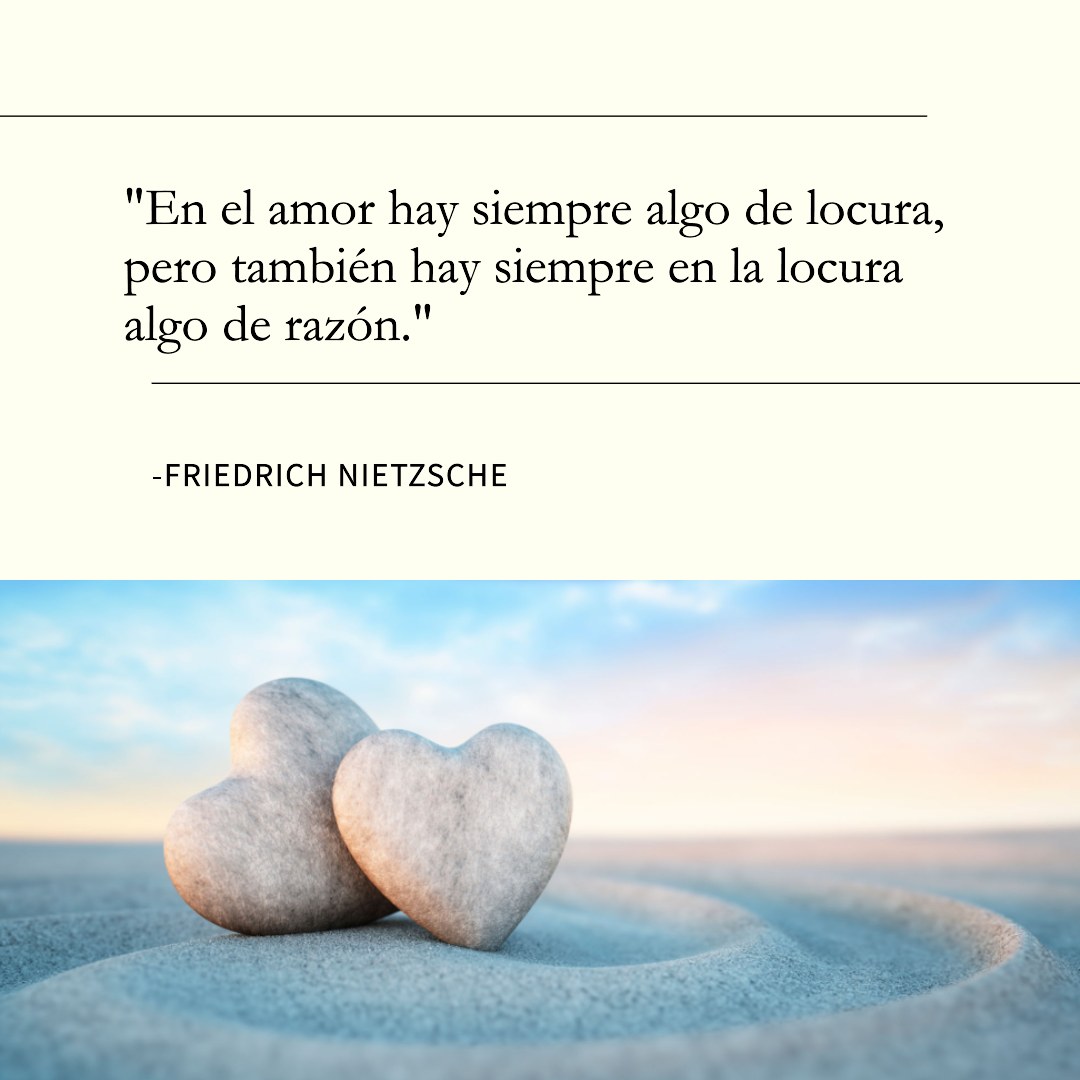 "En el amor hay siempre algo de locura,
pero también hay siempre en la locura
algo de razón."
-FRIEDRICH NIETZSCHE